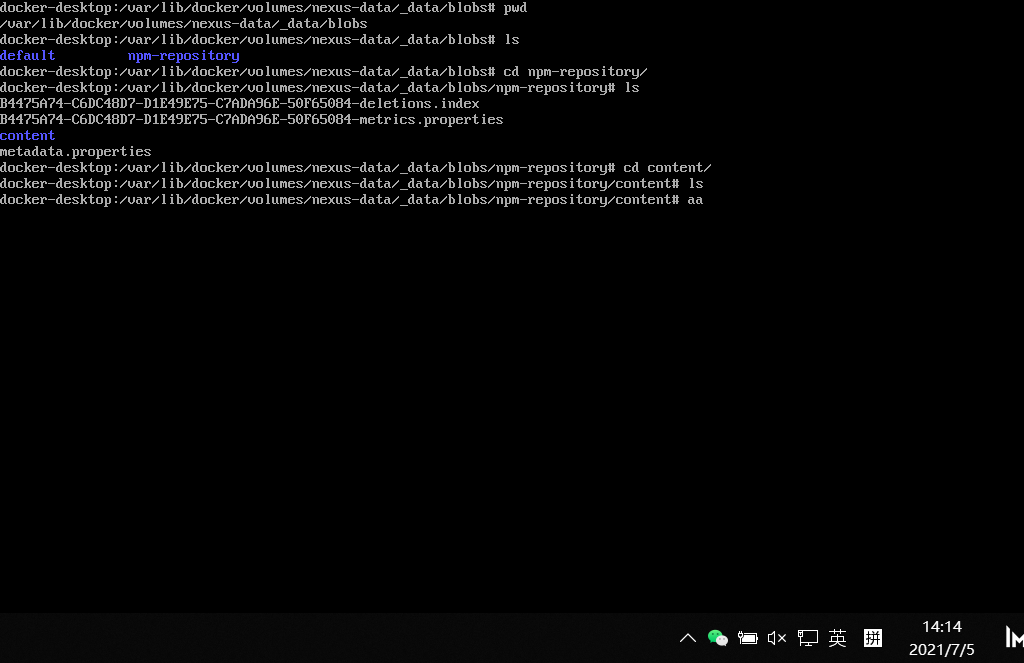 docker-desktop:/var/lib/docker/volumes/nexus-data/_data/blobs# pwd
/var/lib/docker/volumes/nexus-data/_data/blobs
docker-desktop:/var/lib/docker/volumes/nexus-data/_data/blobs# ls
default npm-repository
docker-desktop:/var/lib/docker/volumes/nexus-data/_data/blobs# cd npm-repository/
docker-desktop:/var/lib/docker/volumes/nexus-data/_data/blobs/npm-repository# ls
B4475A74-C6DC48D7-D1E49E75-C7ADA96E-50F65084-deletions.index
B4475A74-C6DC48D7-D1E49E75-C7ADA96E-50F65084-metrics.properties
content
metadata.properties
docker-desktop:/var/lib/docker/volumes/nexus-data/_data/blobs/npm-repository# cd content/
docker-desktop:/var/lib/docker/volumes/nexus-data/_data/blobs/npm-repository/content# ls
docker-desktop:/var/lib/docker/volumes/nexus-data/_data/blobs/npm-repository/content# aa
英 拼 14:14
2021/7/5